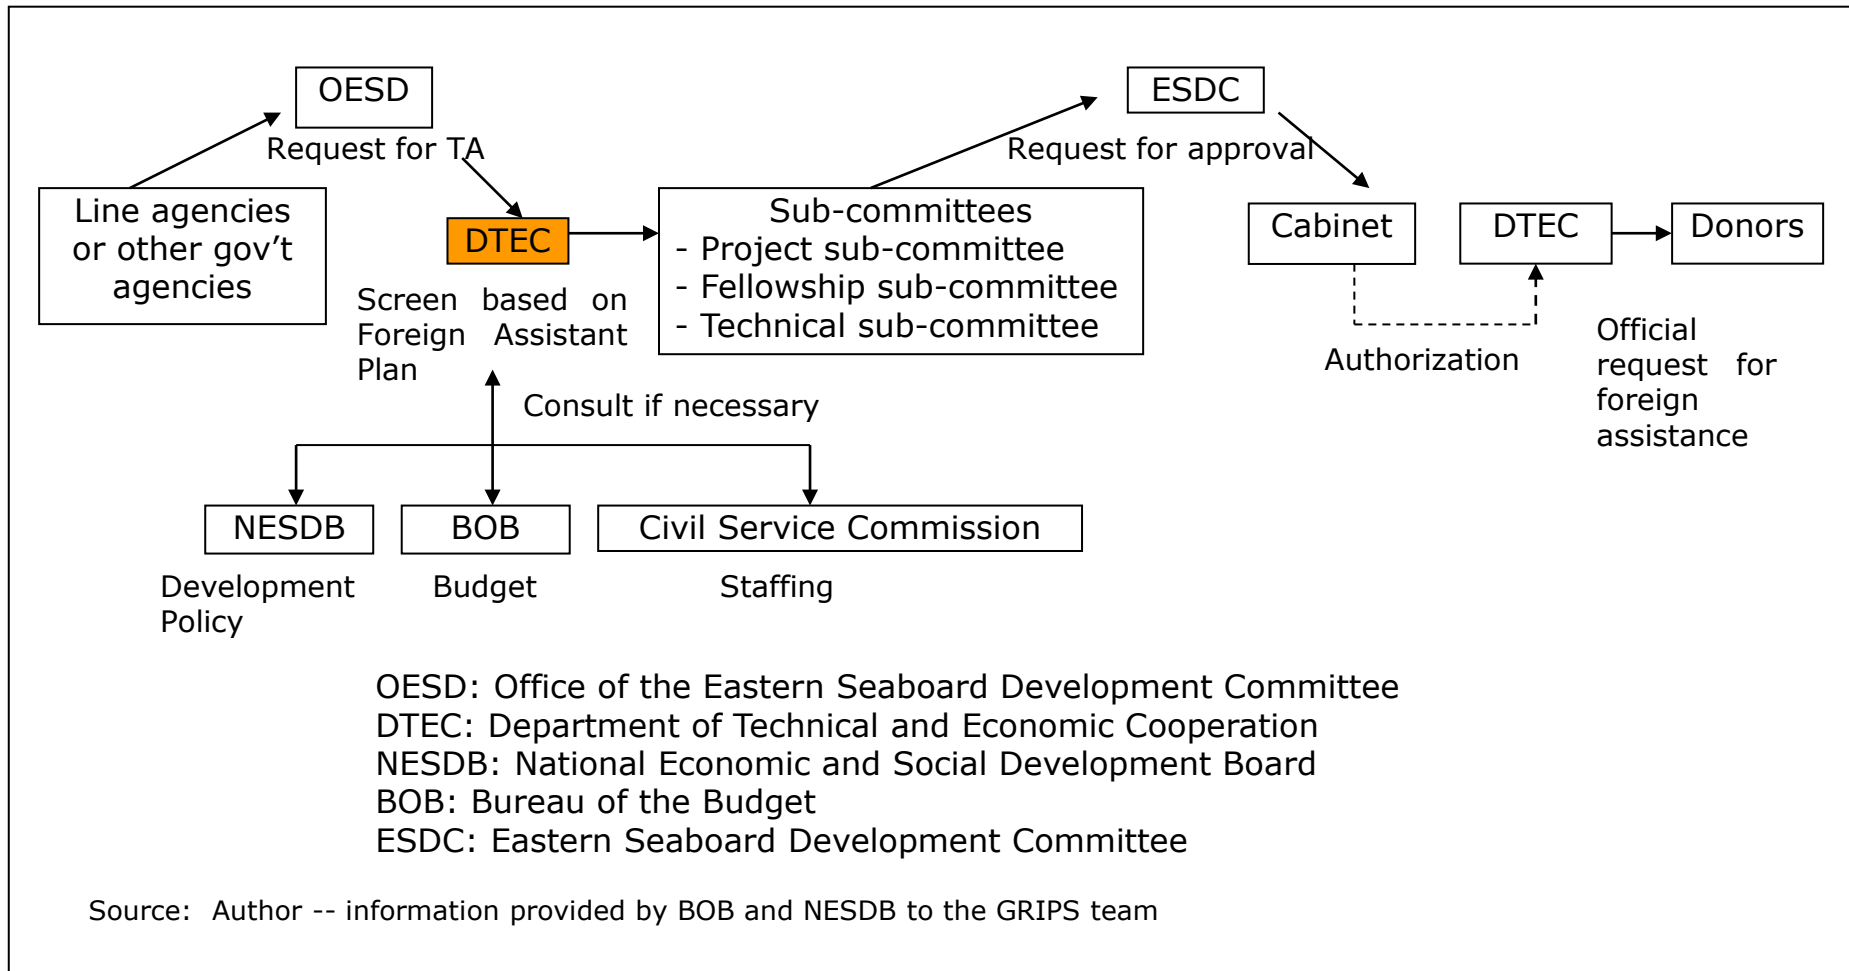 OESD
ESDC
Request for TA
Request for approval
Line agencies
or other gov't
agencies
DTEC
Sub-committees
- Project sub-committee
- Fellowship sub-committee
- Technical sub-committee
Cabinet
DTEC
Donors
Screen based on
Foreign Assistant
Plan
Authorization
Official
request for
foreign
assistance
Consult if necessary
NESDB
BOB
Civil Service Commission
Development
Policy
Budget
Staffing
OESD: Office of the Eastern Seaboard Development Committee
DTEC: Department of Technical and Economic Cooperation
NESDB: National Economic and Social Development Board
BOB: Bureau of the Budget
ESDC: Eastern Seaboard Development Committee
Source: Author -- information provided by BOB and NESDB to the GRIPS team